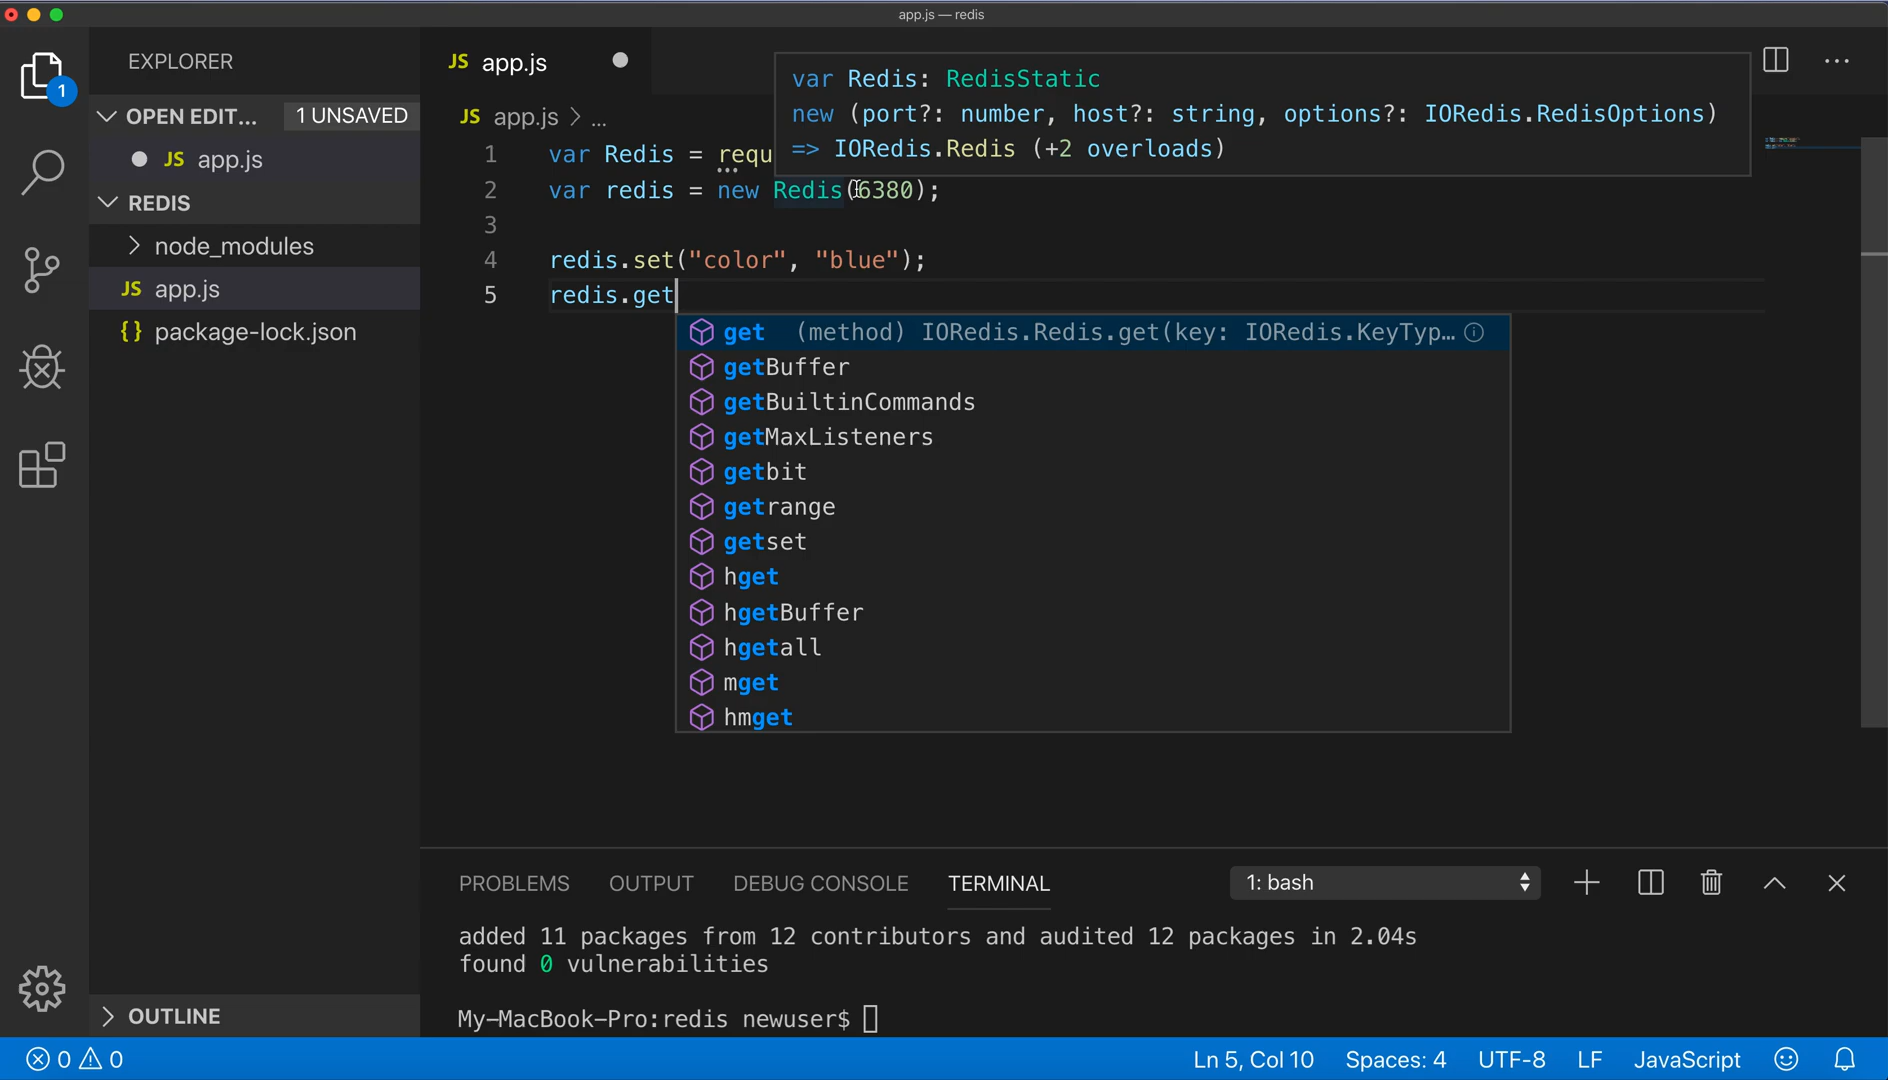 app.js — redis
EXPLORER
1
OPEN EDIT...
1 UNSAVED
JS app.js
REDIS
node_modules
JS app.js
{} package-lock.json
OUTLINE
JS app.js
JS app.js > ...
var Redis: RedisStatic
new (port?: number, host?: string, options?: IORedis.RedisOptions)
=> IORedis.Redis (+2 overloads)
1 var Redis = requ
2 var redis = new Redis(6380);
3
4 redis.set("color", "blue");
5 redis.get
get (method) IORedis.Redis.get(key: IORedis.KeyTyp…
getBuffer
getBuiltinCommands
getMaxListeners
getbit
getrange
getset
hget
hgetBuffer
hgetall
mget
hmget
PROBLEMS OUTPUT DEBUG CONSOLE TERMINAL 1: bash
added 11 packages from 12 contributors and audited 12 packages in 2.04s
found 0 vulnerabilities
My-MacBook-Pro:redis newuser$
0 0 Ln 5, Col 10 Spaces: 4 UTF-8 LF JavaScript